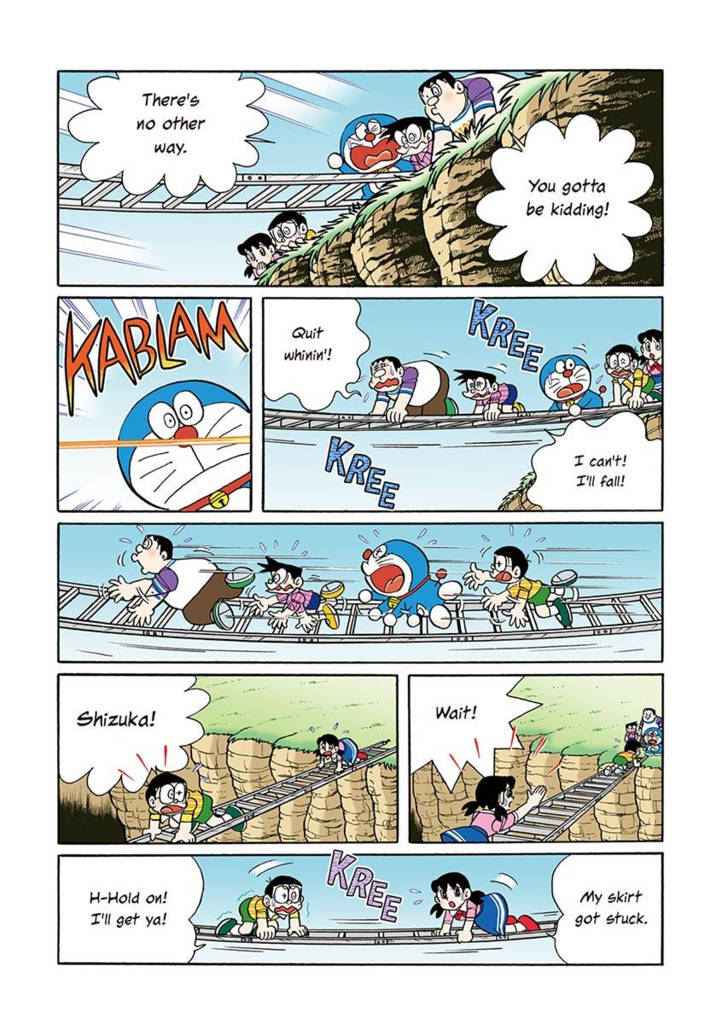 There's
no other
way.
You gotta
be kidding!
KABLAM
Quit
whinin'!
KREE
KREE
I can't!
I'll fall!
Shizuka!
Wait!
H-Hold on!
I'll get ya!
KREE
My skirt
got stuck.